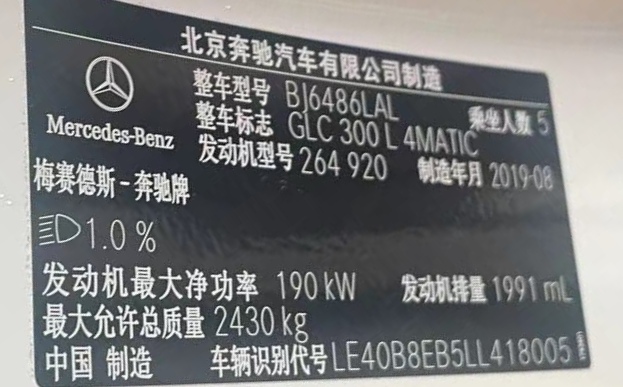 北京奔驰汽车有限公司制造
整车型号 BJ6486LAL 乘坐人数 5
整车标志 GLC 300 L 4MATIC
发动机型号 264 920 制造年月 2019-08
Mercedes-Benz
梅赛德斯-奔驰牌
1.0 %
发动机最大净功率 190 kW 发动机排量 1991 mL
最大允许总质量 2430 kg
中国 制造 车辆识别代号 LE40B8EB5LL418005